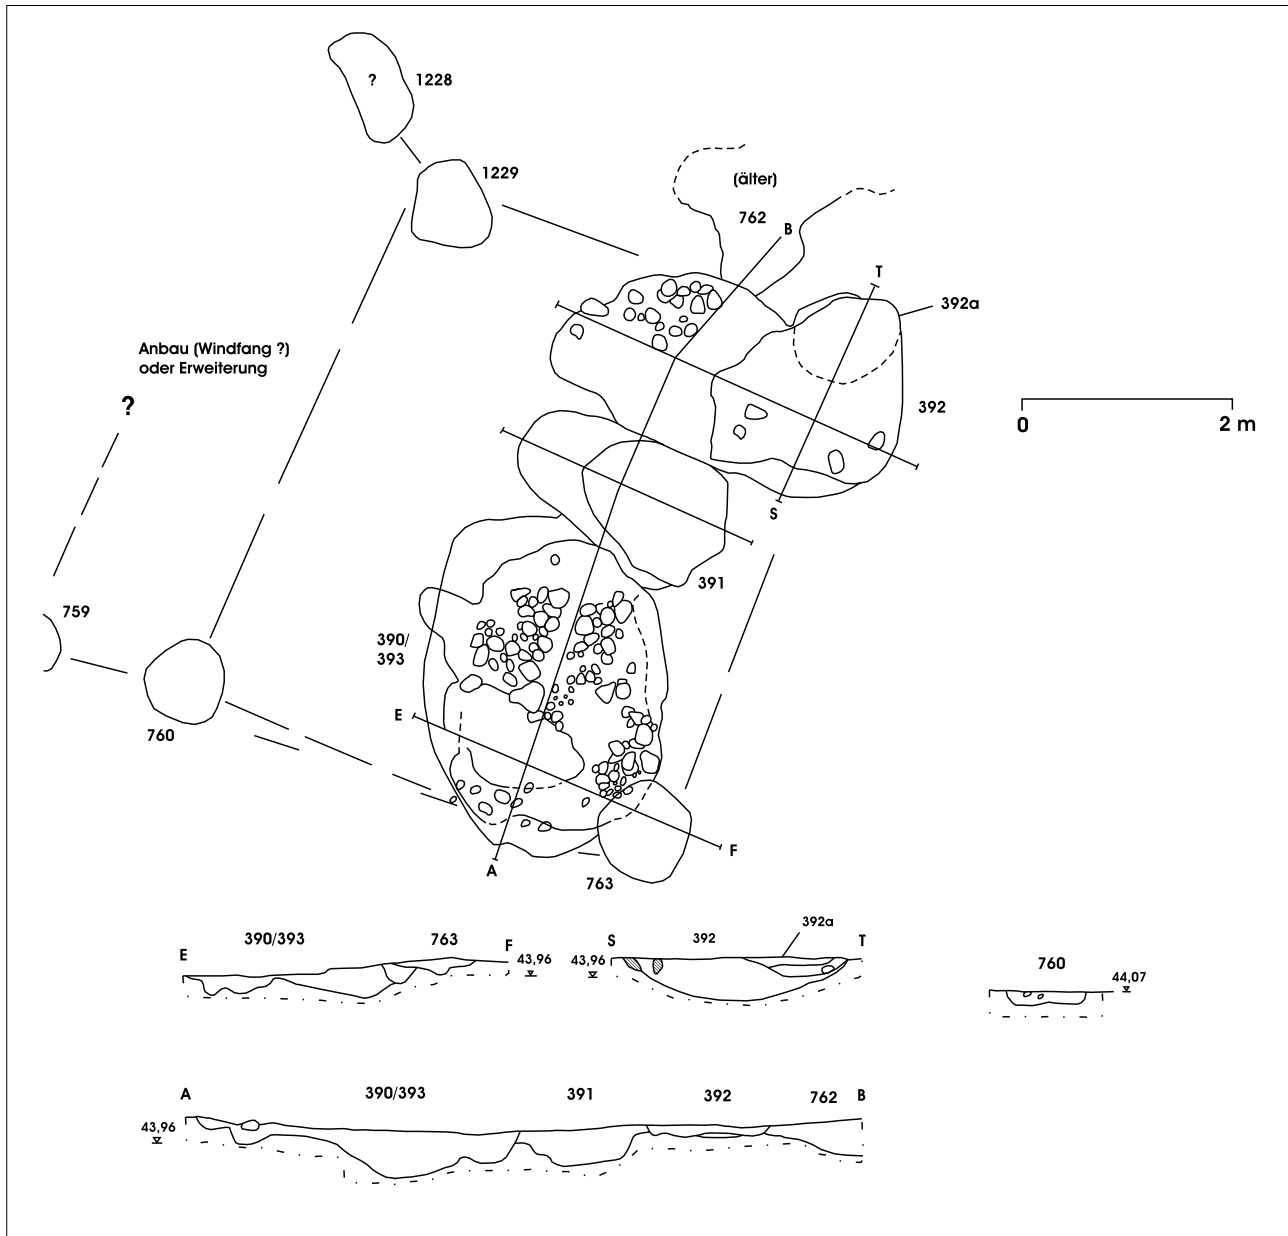 ?
1228
1229
(älter)
762
B
T
392a
Anbau (Windfang ?)
oder Erweiterung
?
392
0
2 m
S
391
759
390/
393
E
760
F
A
763
E
390/393
763
F
43,96
43,96
S
392
392a
T
760
44,07
A
390/393
391
392
762
B
43,96